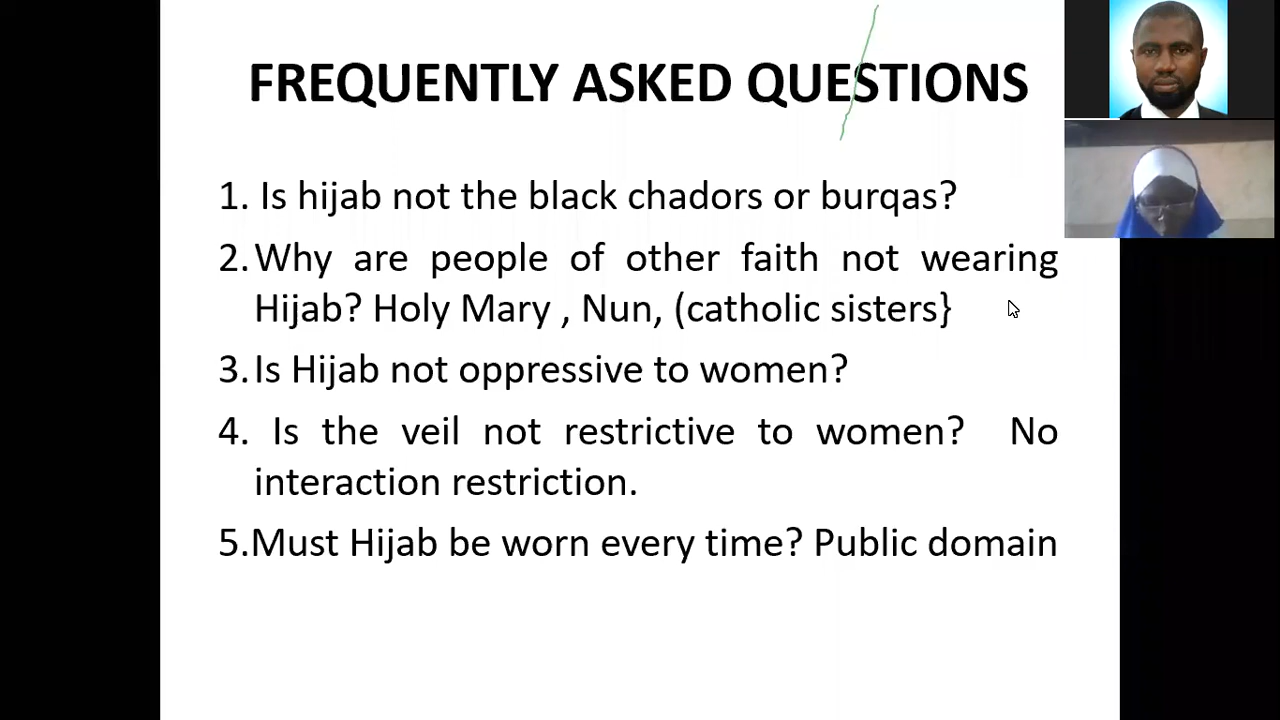 FREQUENTLY ASKED QUESTIONS
1. Is hijab not the black chadors or burqas?
2. Why are people of other faith not wearing
Hijab? Holy Mary , Nun, (catholic sisters}
3. Is Hijab not oppressive to women?
4. Is the veil not restrictive to women? No
interaction restriction.
5.Must Hijab be worn every time? Public domain